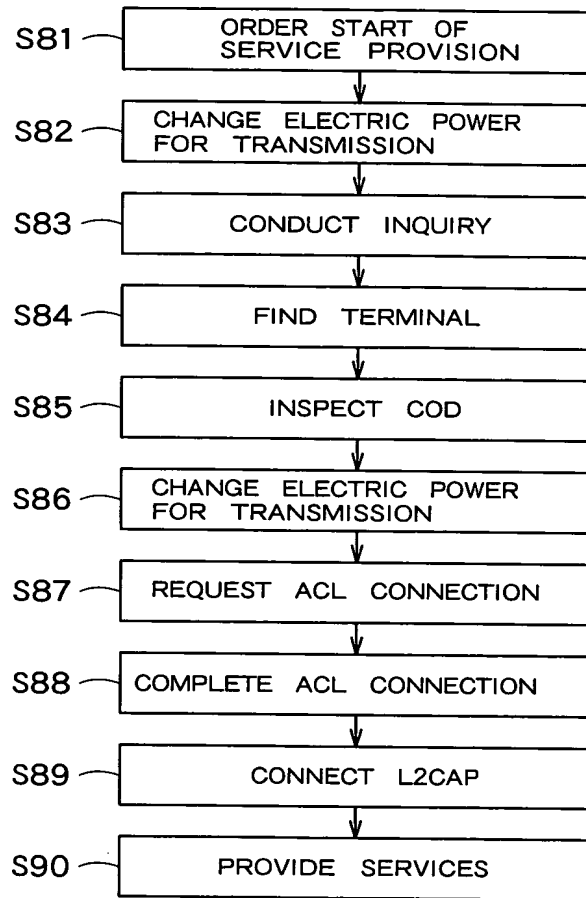 S81
ORDER START OF
SERVICE PROVISION
S82
CHANGE ELECTRIC POWER
FOR TRANSMISSION
S83
CONDUCT INQUIRY
S84
FIND TERMINAL
S85
INSPECT COD
S86
CHANGE ELECTRIC POWER
FOR TRANSMISSION
S87
REQUEST ACL CONNECTION
S88
COMPLETE ACL CONNECTION
S89
CONNECT L2CAP
S90
PROVIDE SERVICES